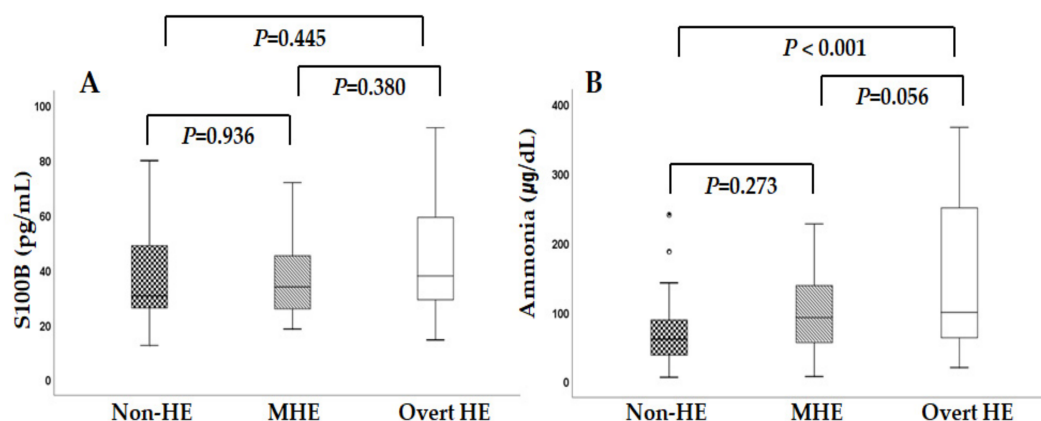 P=0.445
A
P=0.380
P=0.936
S100B (pg/mL)
100
80
60
40
20
0
Non-HE MHE Overt HE
P < 0.001
B
P=0.056
P=0.273
Ammonia (μg/dL)
400
300
200
100
0
Non-HE MHE Overt HE